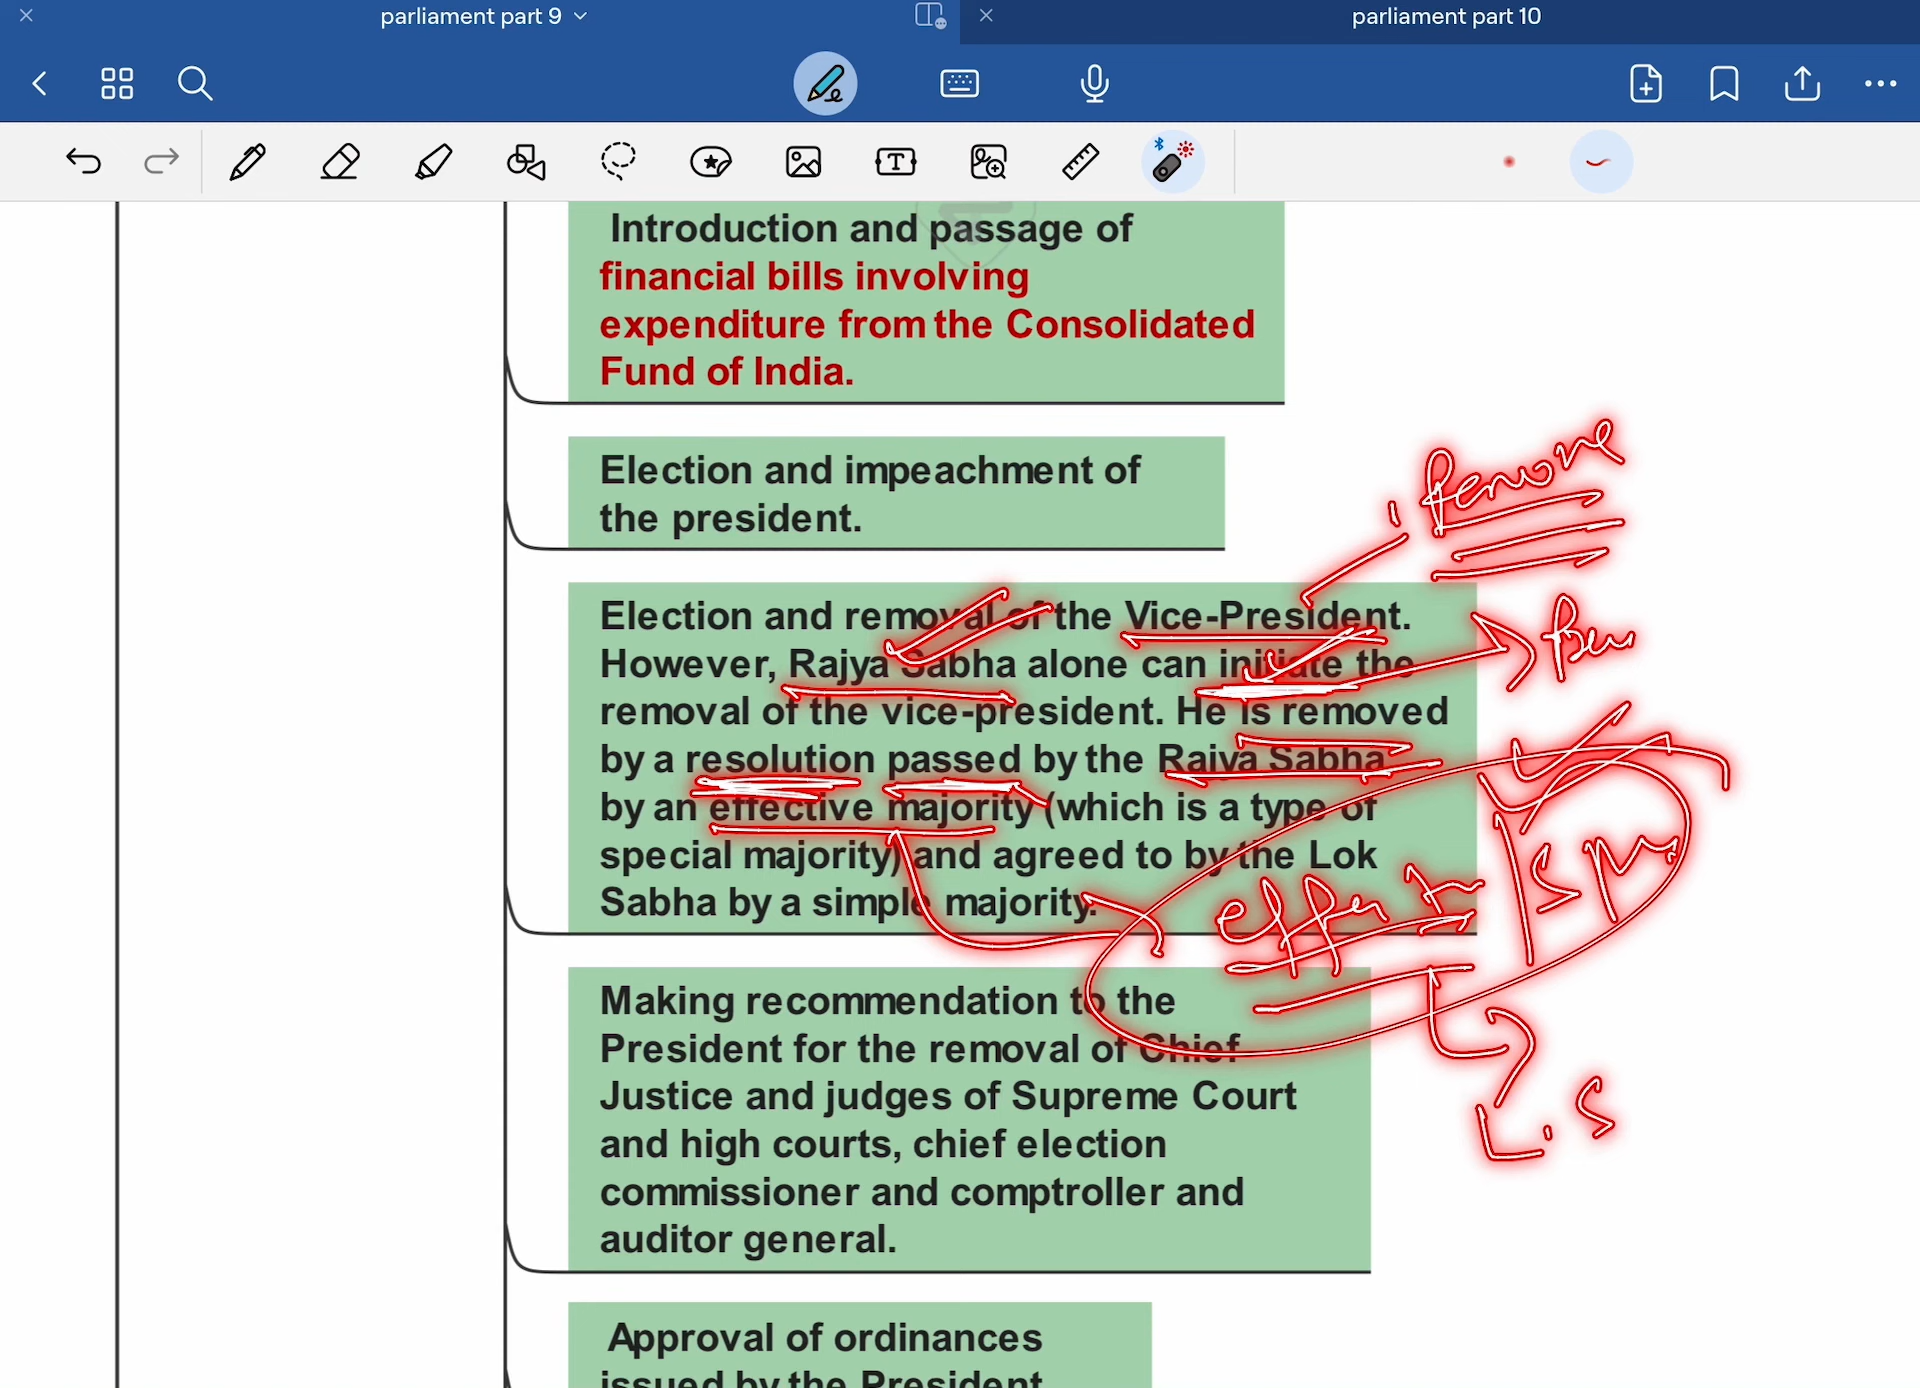 parliament part 9
parliament part 10
Introduction and passage of
financial bills involving
expenditure from the Consolidated
Fund of India.
Election and impeachment of
the president.
Remove
Election and removal of the Vice-President.
However, Rajya Sabha alone can initiate the
removal of the vice-president. He is removed
by a resolution passed by the Rajya Sabha
by an effective majority (which is a type of
special majority) and agreed to by the Lok
Sabha by a simple majority.
Making recommendation to the
President for the removal of Chief
Justice and judges of Supreme Court
and high courts, chief election
commissioner and comptroller and
auditor general.
L.S
Approval of ordinances
issued by the President